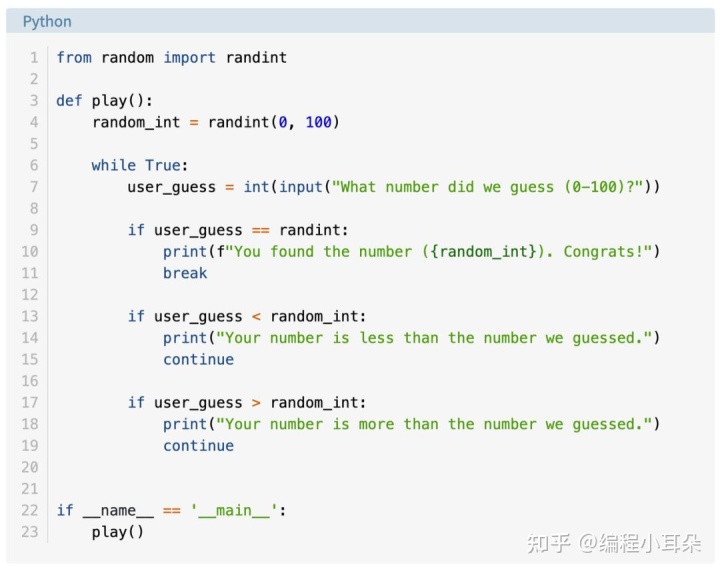 Python
1 from random import randint
2
3 def play():
4     random_int = randint(0, 100)
5
6     while True:
7         user_guess = int(input("What number did we guess (0-100)?"))
8
9         if user_guess == randint:
10             print(f"You found the number ({random_int}). Congrats!")
11             break
12
13         if user_guess < random_int:
14             print("Your number is less than the number we guessed.")
15             continue
16
17         if user_guess > random_int:
18             print("Your number is more than the number we guessed.")
19             continue
20
21
22 if __name__ == '__main__':
23     play()
知乎 @编程小耳朵